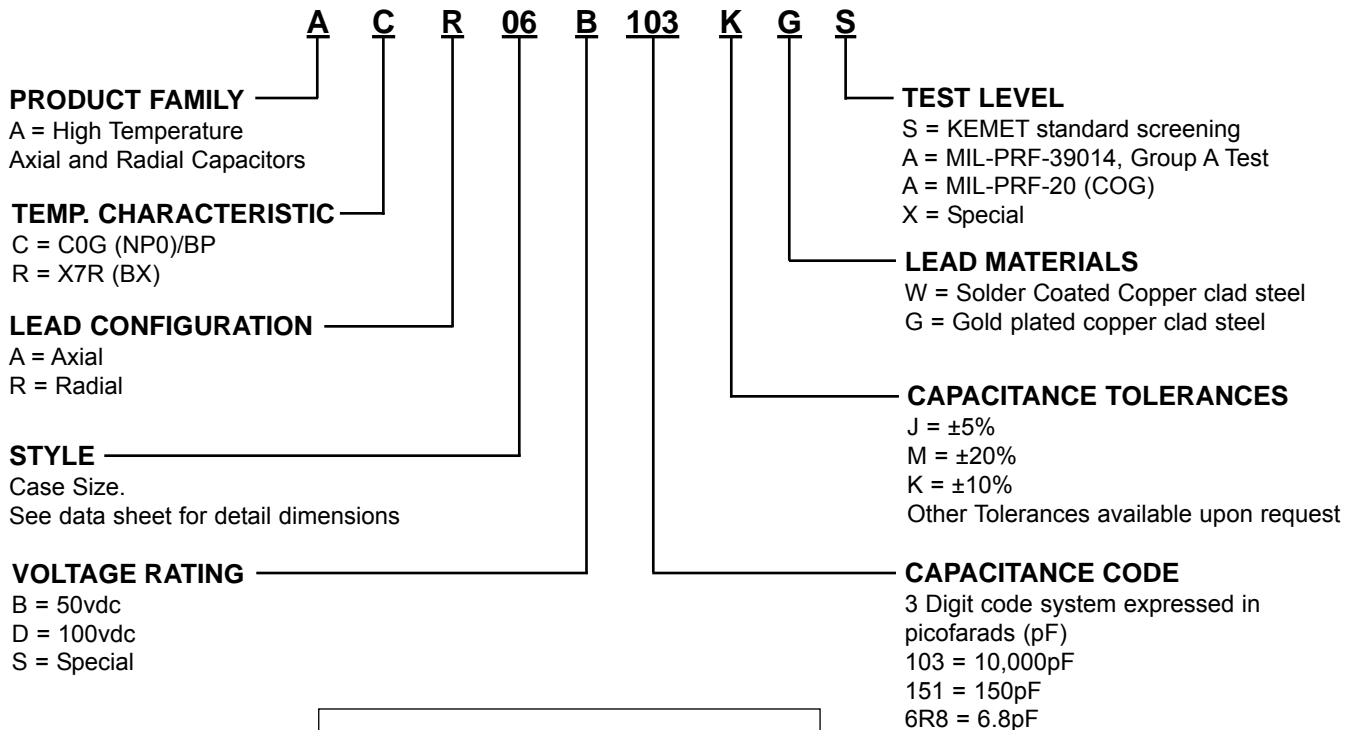 A C R 06 B 103 K G S
PRODUCT FAMILY
A = High Temperature
Axial and Radial Capacitors
TEMP. CHARACTERISTIC
C = C0G (NP0)/BP
R = X7R (BX)
LEAD CONFIGURATION
A = Axial
R = Radial
STYLE
Case Size.
See data sheet for detail dimensions
VOLTAGE RATING
B = 50vdc
D = 100vdc
S = Special
TEST LEVEL
S = KEMET standard screening
A = MIL-PRF-39014, Group A Test
A = MIL-PRF-20 (COG)
X = Special
LEAD MATERIALS
W = Solder Coated Copper clad steel
G = Gold plated copper clad steel
CAPACITANCE TOLERANCES
J = ±5%
M = ±20%
K = ±10%
Other Tolerances available upon request
CAPACITANCE CODE
3 Digit code system expressed in
picofarads (pF)
103 = 10,000pF
151 = 150pF
6R8 = 6.8pF